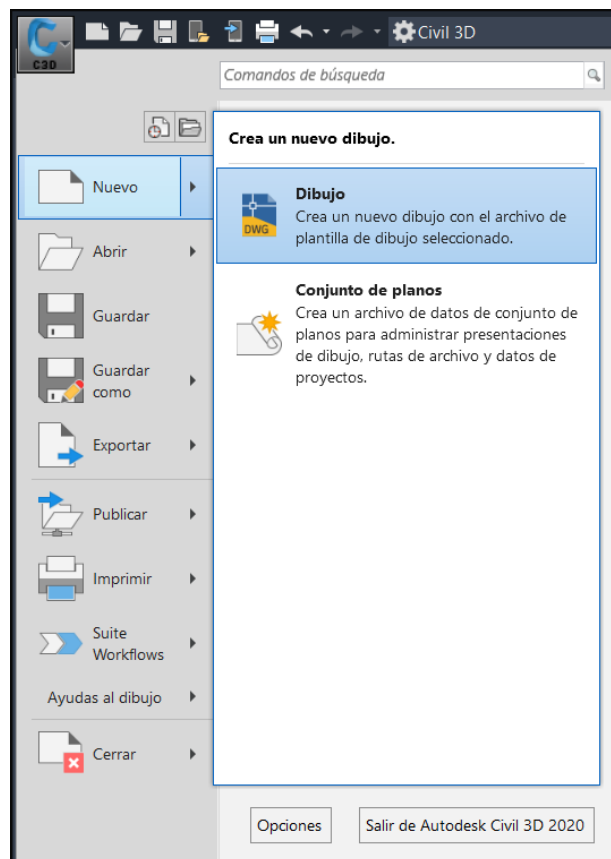 Civil 3D
C3D
Comandos de búsqueda
Crea un nuevo dibujo.
Nuevo
Dibujo
Crea un nuevo dibujo con el archivo de
plantilla de dibujo seleccionado.
DWG
Abrir
Conjunto de planos
Crea un archivo de datos de conjunto de
planos para administrar presentaciones
de dibujo, rutas de archivo y datos de
proyectos.
Guardar
Guardar
como
Exportar
Publicar
Imprimir
Suite
Workflows
Ayudas al dibujo
Cerrar
Opciones
Salir de Autodesk Civil 3D 2020